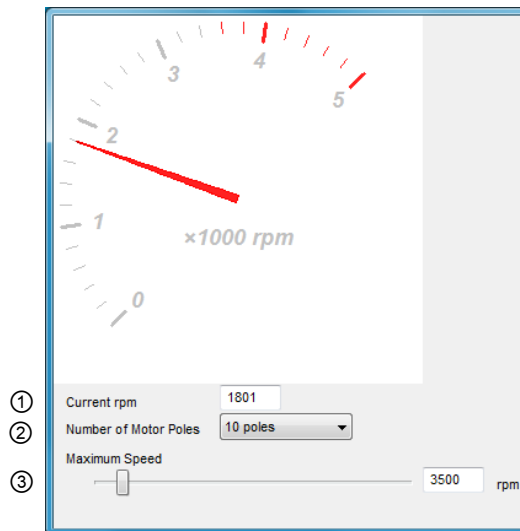 4
3
5
2
1
×1000 rpm
0
① Current rpm 1801
② Number of Motor Poles 10 poles
Maximum Speed
③ 3500 rpm